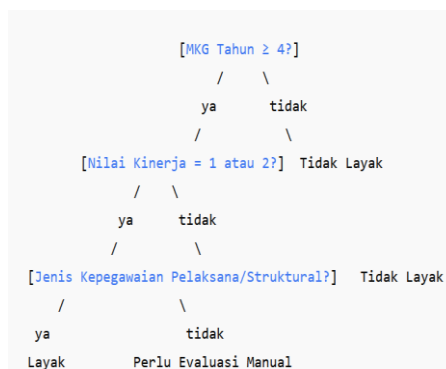 [MKG Tahun ≥ 4?]
/ \
ya tidak
/ \
[Nilai Kinerja = 1 atau 2?] Tidak Layak
/ \
ya tidak
/ \
[Jenis Kepegawaian Pelaksana/Struktural?] Tidak Layak
/ \
ya tidak
Layak Perlu Evaluasi Manual